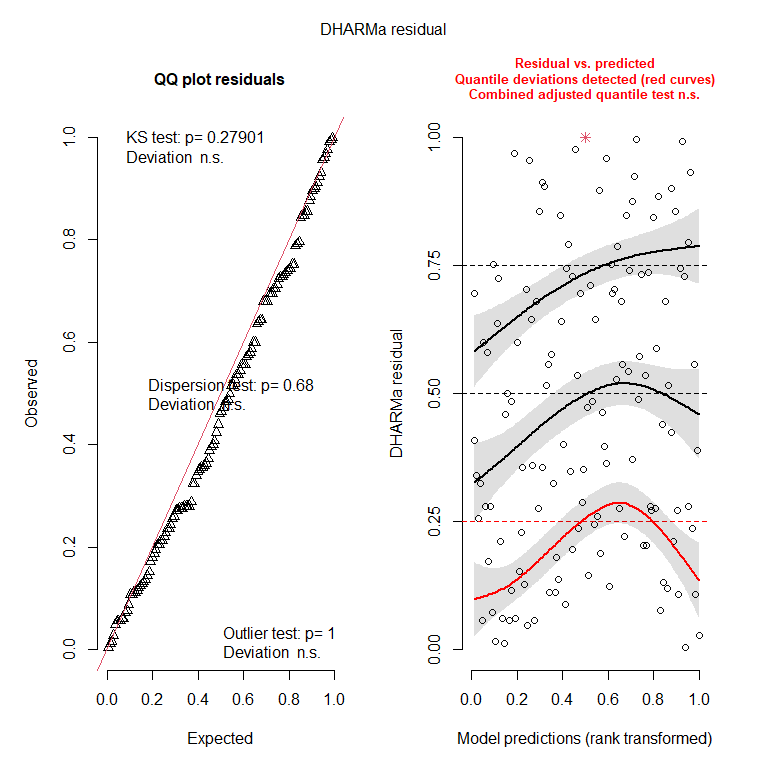 DHARMa residual
QQ plot residuals
KS test: p= 0.27901
Deviation n.s.
Dispersion test: p= 0.68
Deviation n.s.
Outlier test: p= 1
Deviation n.s.
Observed
0.0
0.2
0.4
0.6
0.8
1.0
0.0
0.2
0.4
0.6
0.8
1.0
Expected
Residual vs. predicted
Quantile deviations detected (red curves)
Combined adjusted quantile test n.s.
DHARMa residual
0.00
0.25
0.50
0.75
1.00
0.0
0.2
0.4
0.6
0.8
1.0
Model predictions (rank transformed)